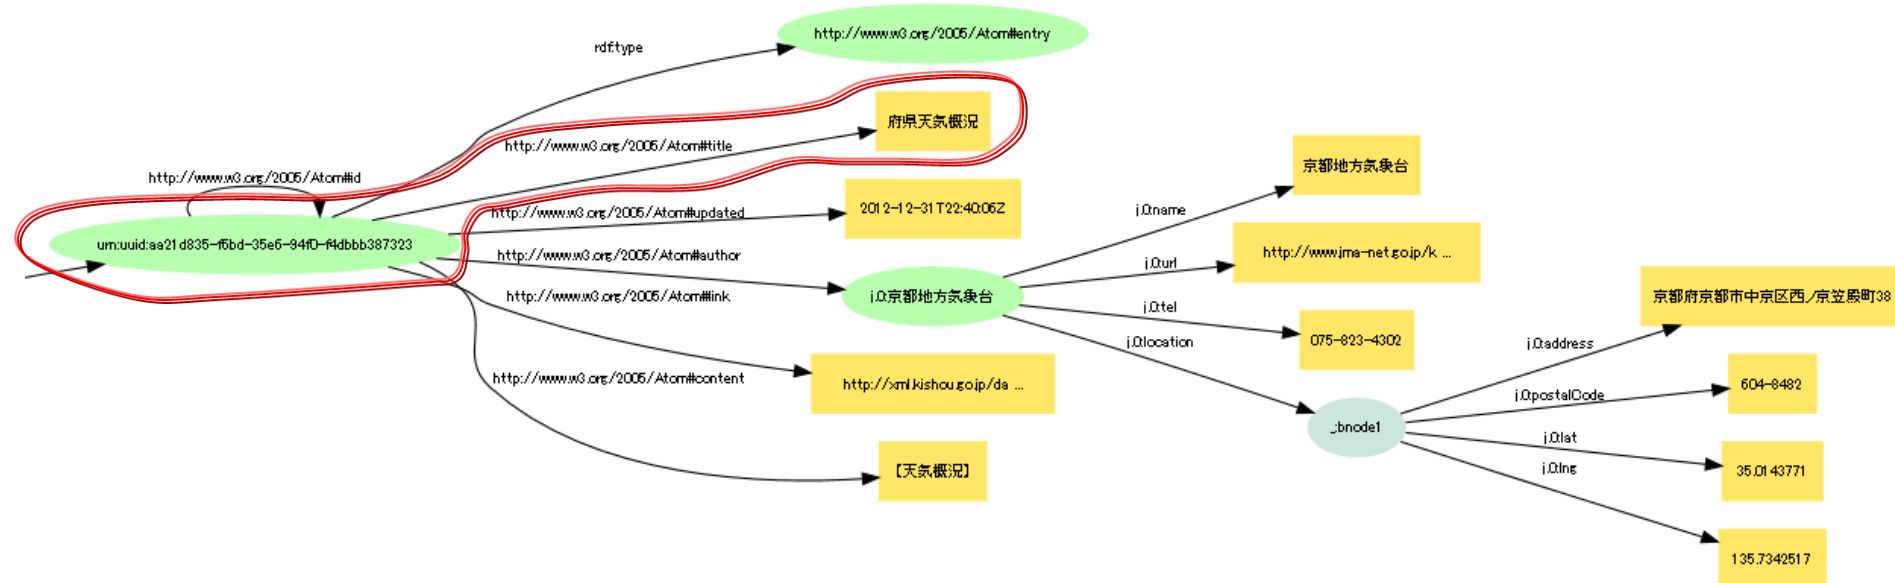 http://www.w3.org/2005/Atom#entry
rdf:type
府県天気概況
http://www.w3.org/2005/Atom#title
http://www.w3.org/2005/Atom#id
京都地方気象台
http://www.w3.org/2005/Atom#updated
2012-12-31T22:40:06Z
j.0:name
urn:uuid:aa21d835-f5bd-35e6-94f0-f4dbbb387323
http://www.w3.org/2005/Atom#author
j.0:url
http://www.jma-net.go.jp/k ...
http://www.w3.org/2005/Atom#link
j.0:京都地方気象台
j.0:tel
京都府京都市中京区西ノ京笠殿町38
075-823-4302
j.0:location
j.0:address
http://www.w3.org/2005/Atom#content
http://xml.kishou.go.jp/da ...
j.0:postalCode
604-8482
_:bnode1
j.0:lat
【天気概況】
j.0:lng
35.0143771
135.7342517